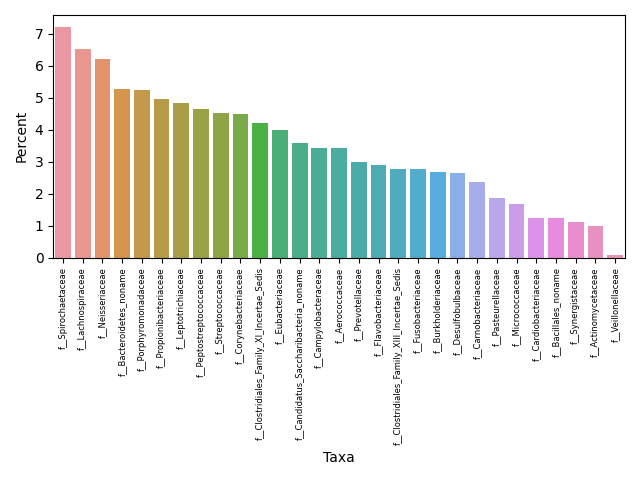 Percent
7
6
5
4
3
2
1
0
f__Spirochaetaceae
f__Lachnospiraceae
f__Neisseriaceae
f__Bacteroidetes_noname
f__Porphyromonadaceae
f__Propionibacteriaceae
f__Leptotrichiaceae
f__Peptostreptococcaceae
f__Streptococcaceae
f__Corynebacteriaceae
f__Clostridiales_Family_XI_Incertae_Sedis
f__Eubacteriaceae
f__Candidatus_Saccharibacteria_noname
f__Campylobacteraceae
f__Aerococcaceae
f__Prevotellaceae
f__Flavobacteriaceae
f__Clostridiales_Family_XIII_Incertae_Sedis
f__Fusobacteriaceae
f__Burkholderiaceae
f__Desulfobulbaceae
f__Carnobacteriaceae
f__Pasteurellaceae
f__Micrococcaceae
f__Cardiobacteriaceae
f__Bacillales_noname
f__Synergistaceae
f__Actinomycetaceae
f__Veillonellaceae
Taxa